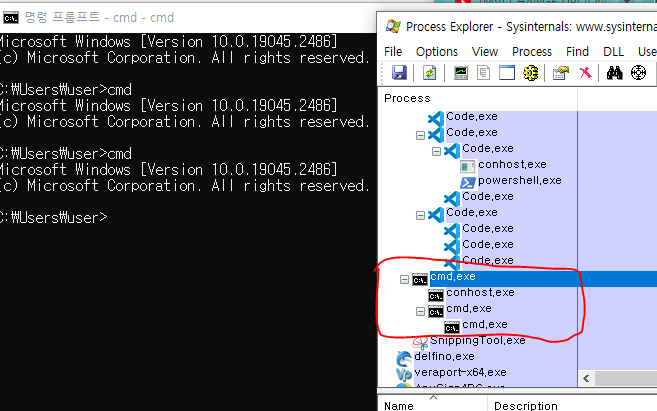 명령 프롬프트 - cmd - cmd
Microsoft Windows [Version 10.0.19045.2486]
(c) Microsoft Corporation. All rights reserved.
C:\Users\user>cmd
Microsoft Windows [Version 10.0.19045.2486]
(c) Microsoft Corporation. All rights reserved.
C:₩Users₩user>cmd
Microsoft Windows [Version 10.0.19045.2486]
(c) Microsoft Corporation. All rights reserved.
C:₩Users₩user>
Process Explorer - Sysinternals: www.sysinternals
File Options View Process Find DLL Use
Process
Code.exe
Code.exe
Code.exe
conhost.exe
powershell.exe
Code.exe
Code.exe
Code.exe
Code.exe
Code.exe
cmd.exe
conhost.exe
cmd.exe
cmd.exe
SnippingTool.exe
delfino.exe
veraport-x64.exe
Name
Description